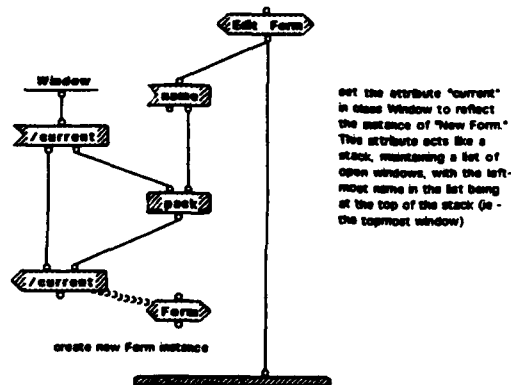 Edit Form
Window
name
/current
pack
/current
Form
create new Form instance
set the attribute "current"
in class Window to reflect
the instance of "New Form."
This attribute acts like a
stack, maintaining a list of
open windows, with the left-
most name in the list being
at the top of the stack (ie -
the topmost window)